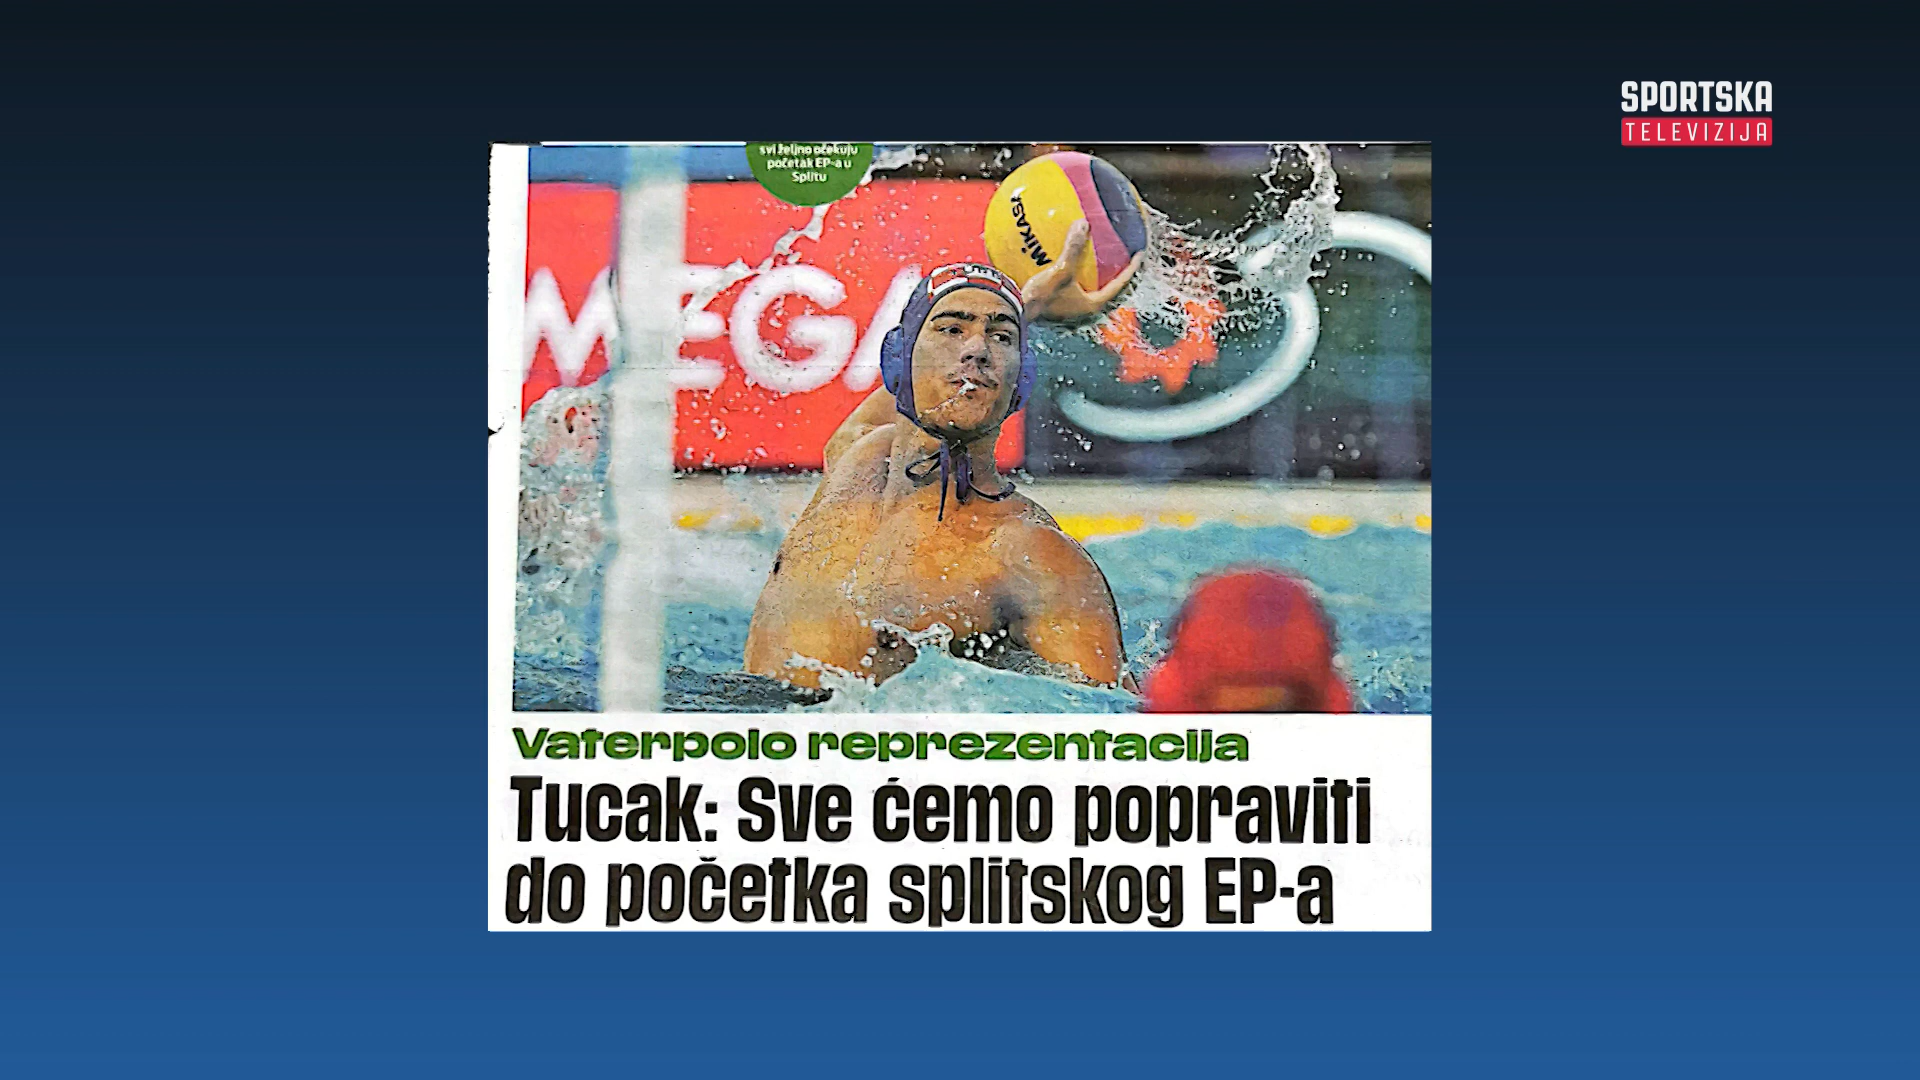 SPORTSKA
TELEVIZIJA
svi željno očekuju
početak EP-a u
Splitu
MIKASA
MEGA
Vaterpolo reprezentacija
Tucak: Sve ćemo popraviti
do početka splitskog EP-a